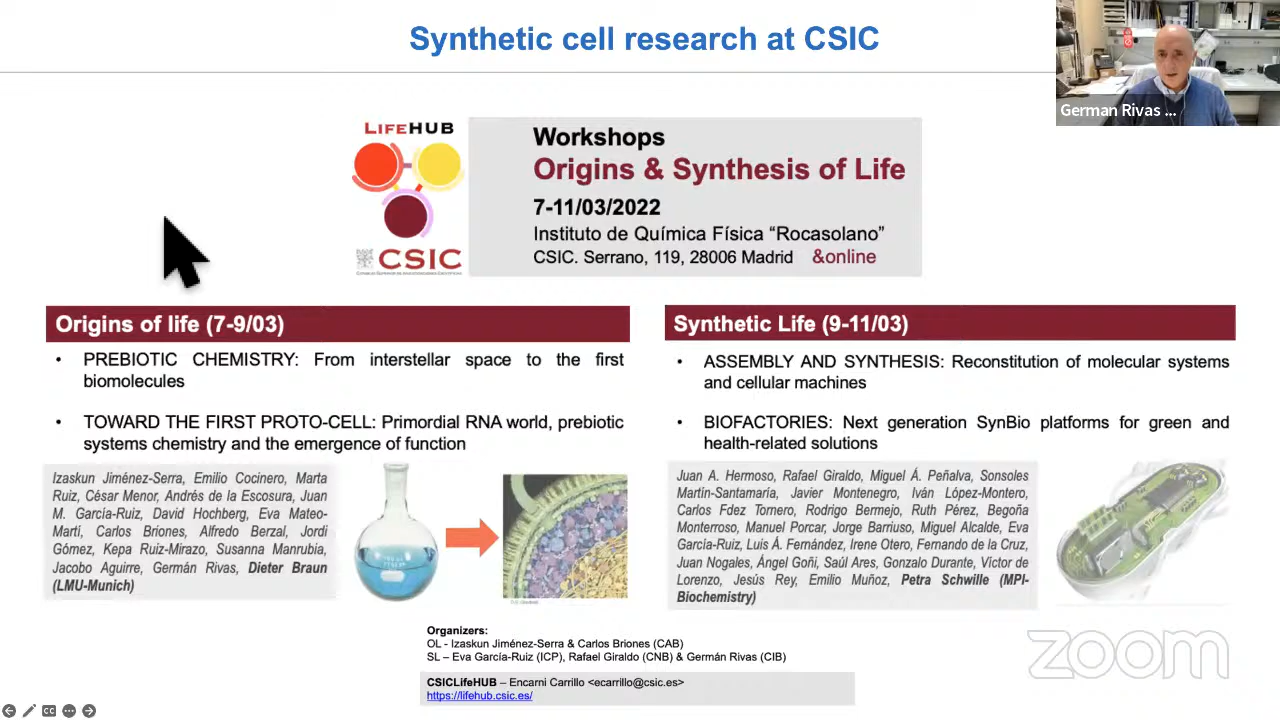 Synthetic cell research at CSIC
German Rivas ...
LIFEHUB
CSIC
Workshops
Origins & Synthesis of Life
7-11/03/2022
Instituto de Química Física “Rocasolano”
CSIC. Serrano, 119, 28006 Madrid &online
Origins of life (7-9/03)
• PREBIOTIC CHEMISTRY: From interstellar space to the first
biomolecules
• TOWARD THE FIRST PROTO-CELL: Primordial RNA world, prebiotic
systems chemistry and the emergence of function
Izaskun Jiménez-Serra, Emilio Cocinero, Marta
Ruiz, César Menor, Andrés de la Escosura, Juan
M. García-Ruiz, David Hochberg, Eva Mateo-
Martí, Carlos Briones, Alfredo Berzal, Jordi
Gómez, Kepa Ruiz-Mirazo, Susanna Manrubia,
Jacobo Aguirre, Germán Rivas, Dieter Braun
(LMU-Munich)
Synthetic Life (9-11/03)
• ASSEMBLY AND SYNTHESIS: Reconstitution of molecular systems
and cellular machines
• BIOFACTORIES: Next generation SynBio platforms for green and
health-related solutions
Juan A. Hermoso, Rafael Giraldo, Miguel Á. Peñalva, Sonsoles
Martín-Santamaría, Javier Montenegro, Iván López-Montero,
Carlos Fdez Tornero, Rodrigo Bermejo, Ruth Pérez, Begoña
Monterroso, Manuel Porcar, Jorge Barriuso, Miguel Alcalde, Eva
García-Ruiz, Luis Á. Fernández, Irene Otero, Fernando de la Cruz,
Juan Nogales, Ángel Goñi, Saúl Ares, Gonzalo Durante, Víctor de
Lorenzo, Jesús Rey, Emilio Muñoz, Petra Schwille (MPI-
Biochemistry)
Organizers:
OL - Izaskun Jiménez-Serra & Carlos Briones (CAB)
SL – Eva García-Ruiz (ICP), Rafael Giraldo (CNB) & Germán Rivas (CIB)
CSICLifeHUB – Encarni Carrillo <ecarrillo@csic.es>
https://lifehub.csic.es/
zoom
CC